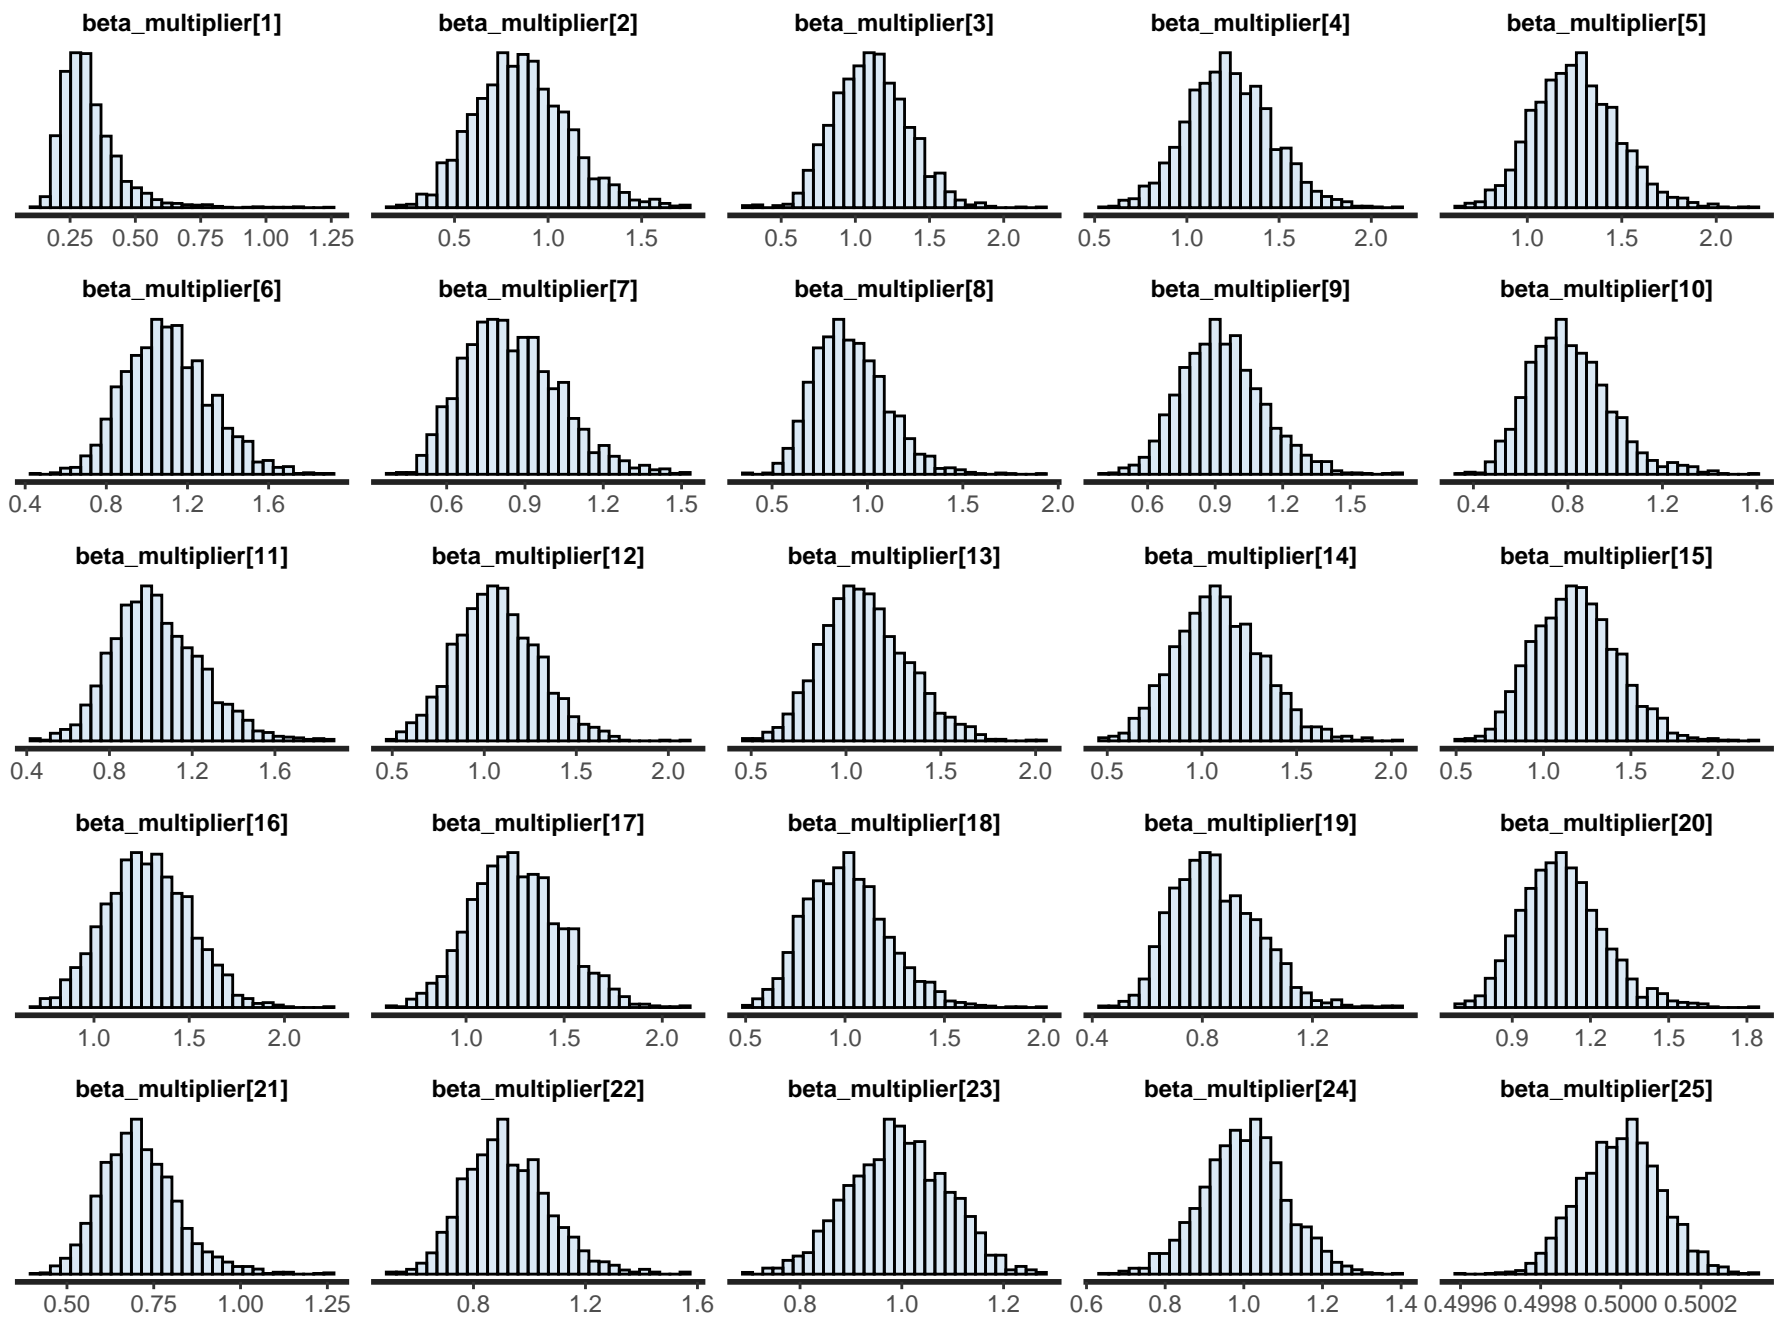 beta_multiplier[1] beta_multiplier[2] beta_multiplier[3] beta_multiplier[4] beta_multiplier[5]
0.25 0.50 0.75 1.00 1.25 0.5 1.0 1.5 0.5 1.0 1.5 2.0 0.5 1.0 1.5 2.0 1.0 1.5 2.0
beta_multiplier[6] beta_multiplier[7] beta_multiplier[8] beta_multiplier[9] beta_multiplier[10]
0.4 0.8 1.2 1.6 0.6 0.9 1.2 1.5 0.5 1.0 1.5 2.0 0.6 0.9 1.2 1.5 0.4 0.8 1.2 1.6
beta_multiplier[11] beta_multiplier[12] beta_multiplier[13] beta_multiplier[14] beta_multiplier[15]
0.4 0.8 1.2 1.6 0.5 1.0 1.5 2.0 0.5 1.0 1.5 2.0 0.5 1.0 1.5 2.0 0.5 1.0 1.5 2.0
beta_multiplier[16] beta_multiplier[17] beta_multiplier[18] beta_multiplier[19] beta_multiplier[20]
1.0 1.5 2.0 1.0 1.5 2.0 0.5 1.0 1.5 2.0 0.4 0.8 1.2 0.9 1.2 1.5 1.8
beta_multiplier[21] beta_multiplier[22] beta_multiplier[23] beta_multiplier[24] beta_multiplier[25]
0.50 0.75 1.00 1.25 0.8 1.2 1.6 0.8 1.0 1.2 0.6 0.8 1.0 1.2 1.4 0.4996 0.4998 0.5000 0.5002